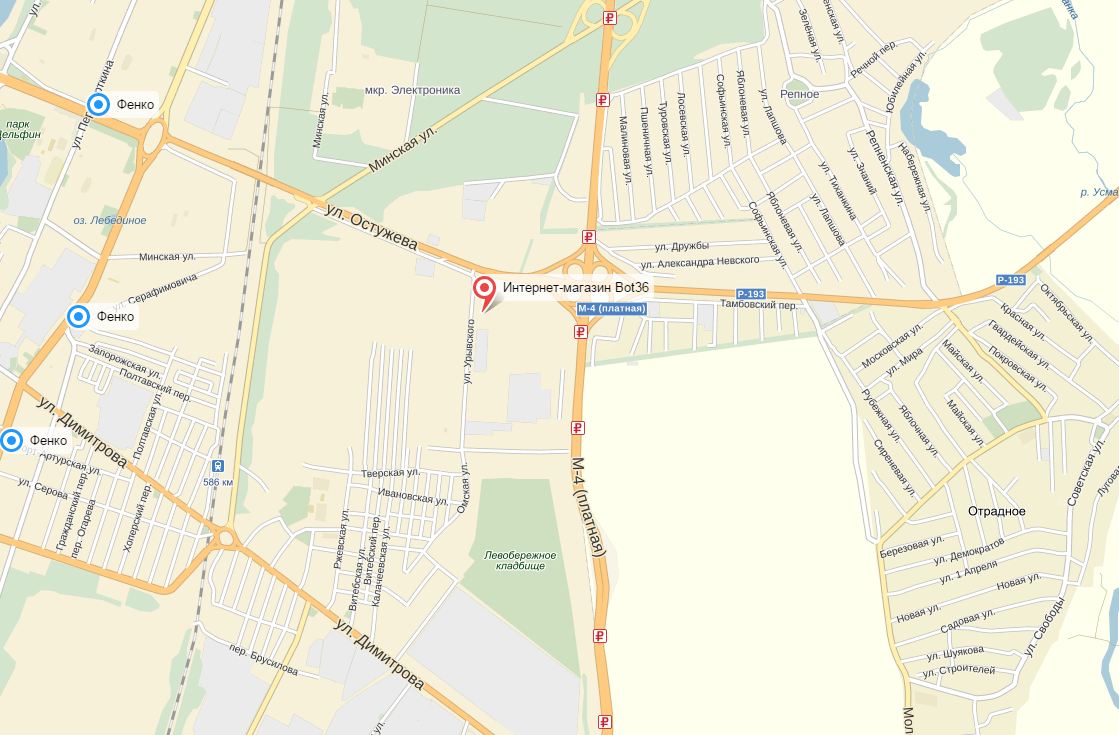 Зелёная ул.
Речной пер.
Юбилейная ул.
Репное
мкр. Электроника
Минская ул.
Минская ул.
Фенко
парк
оз. Лебединое
Минская ул.
ул. Серафимовича
ул. Остужева
Малиновая ул.
Пшеничная ул.
Туровская ул.
Лосевская ул.
Софьинская ул.
Яблоневая ул.
ул. Лапшова
Репненская ул.
Набережная ул.
ул. Знаний
ул. Тиханкина
ул. Лапшова
Яблоневая ул.
Софьинская ул.
р. Усма
ул. Дружбы
ул. Александра Невского
Интернет-магазин Bot36
М-4 (платная)
Р-193
Р-193
Тамбовский пер.
Фенко
Запорожская ул.
Полтавский пер.
Полтавская ул.
ул. Димитрова
Фенко
ул. Серова
Гражданский пер.
пер. Огарева
Хоперский пер.
586 км
ул. Урывского
Октябрьская ул.
Красная ул.
Гвардейская ул.
Покровская ул.
Московская ул.
ул. Мира
Майская ул.
Майская ул.
Рубежная ул.
Яблочная ул.
Сиреневая ул.
Советская ул.
Луговая
Тверская ул.
Ивановская ул.
Омская ул.
Ржевская ул.
Витебская ул.
Витебский пер.
Калачеевская ул.
Левобережное
кладбище
М-4 (платная)
Отрадное
Березовая ул.
ул. Демократов
ул. 1 Апреля
Новая ул.
Новая ул.
Садовая ул.
ул. Свободы
ул. Шуякова
ул. Строителей
пер. Брусилова
ул. Димитрова